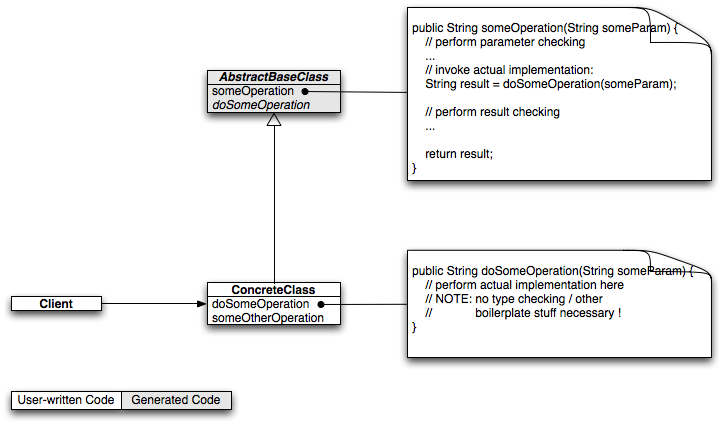 public String someOperation(String someParam) {
// perform parameter checking
...
// invoke actual implementation:
String result = doSomeOperation(someParam);
// perform result checking
...
return result;
}
AbstractBaseClass
someOperation
doSomeOperation
public String doSomeOperation(String someParam) {
// perform actual implementation here
// NOTE: no type checking / other
// boilerplate stuff necessary !
}
ConcreteClass
doSomeOperation
someOtherOperation
Client
User-written Code
Generated Code